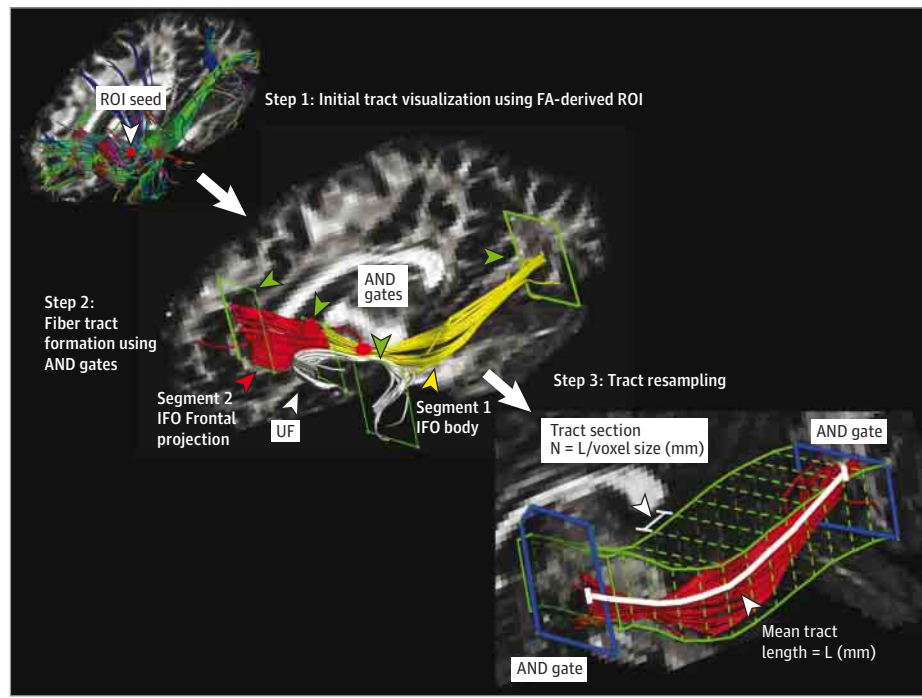 ROI seed
Step 1: Initial tract visualization using FA-derived ROI
AND
gates
Step 2:
Fiber tract
formation using
AND gates
Segment 2
IFO Frontal
projection
UF
Segment 1
IFO body
Step 3: Tract resampling
Tract section
N = L/voxel size (mm)
AND gate
Mean tract
length = L (mm)
AND gate